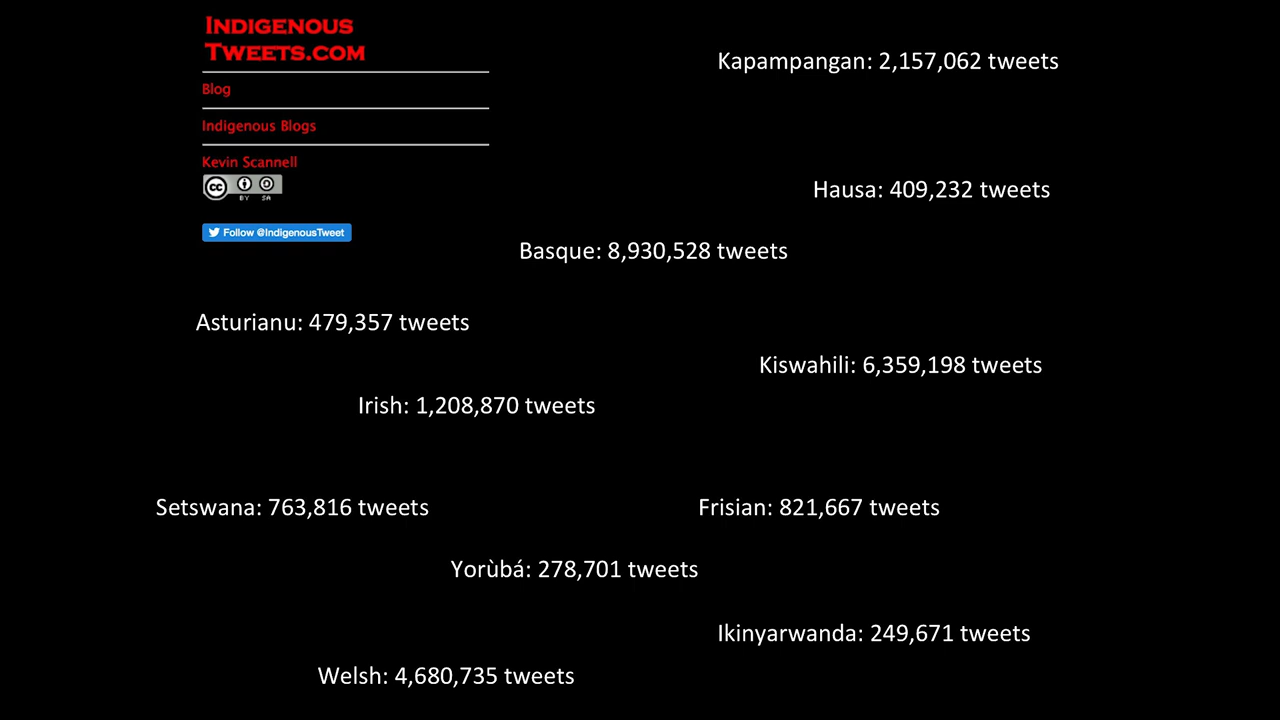 INDIGENOUS
TWEETS.COM
Blog
Indigenous Blogs
Kevin Scannell
cc
BY SA
Follow @IndigenousTweet
Kapampangan: 2,157,062 tweets
Hausa: 409,232 tweets
Basque: 8,930,528 tweets
Asturianu: 479,357 tweets
Kiswahili: 6,359,198 tweets
Irish: 1,208,870 tweets
Setswana: 763,816 tweets
Frisian: 821,667 tweets
Yorùbá: 278,701 tweets
Ikinyarwanda: 249,671 tweets
Welsh: 4,680,735 tweets